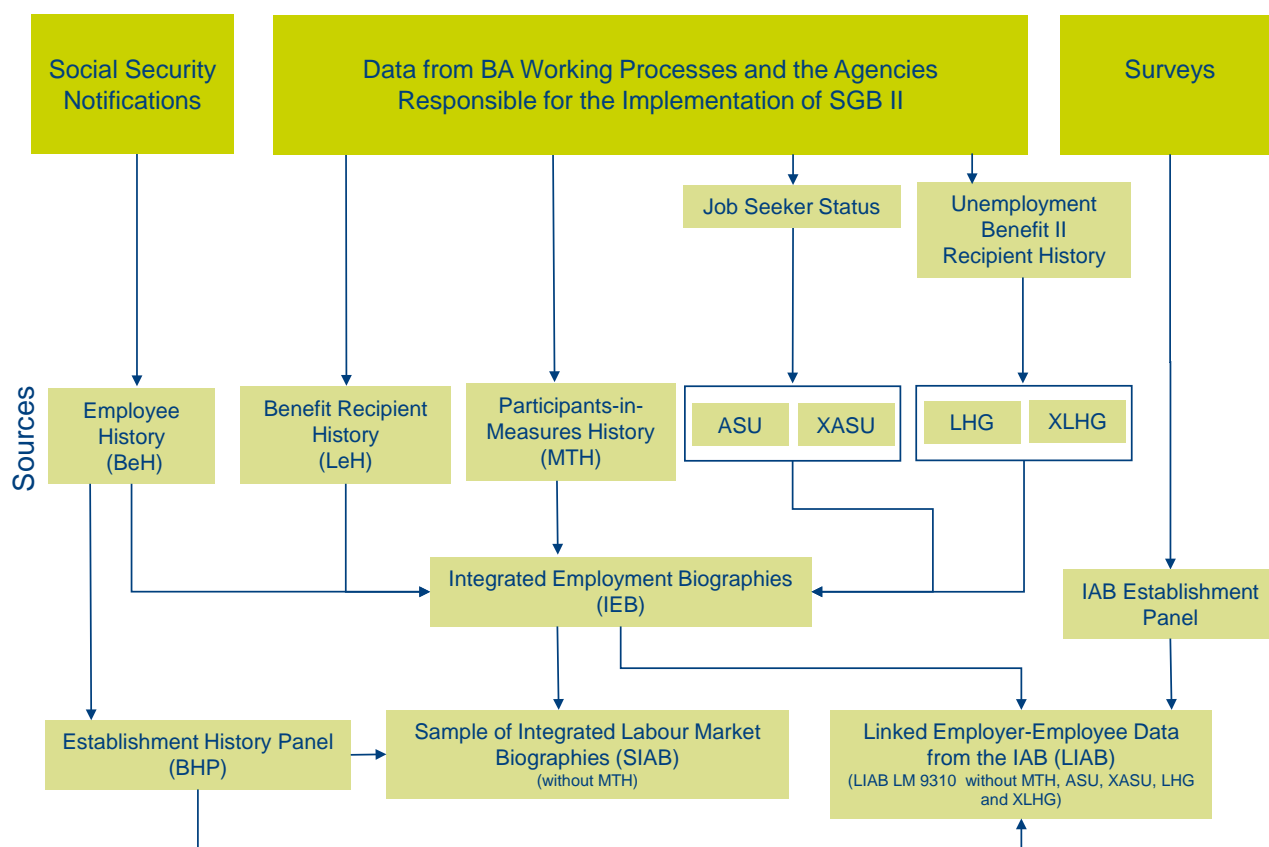 Social Security
Notifications
Data from BA Working Processes and the Agencies
Responsible for the Implementation of SGB II
Surveys
Job Seeker Status
Unemployment
Benefit II
Recipient History
Sources
Employee
History
(BeH)
Benefit Recipient
History
(LeH)
Participants-in-
Measures History
(MTH)
ASU
XASU
LHG
XLHG
Integrated Employment Biographies
(IEB)
IAB Establishment
Panel
Establishment History Panel
(BHP)
Sample of Integrated Labour Market
Biographies (SIAB)
(without MTH)
Linked Employer-Employee Data
from the IAB (LIAB)
(LIAB LM 9310 without MTH, ASU, XASU, LHG
and XLHG)